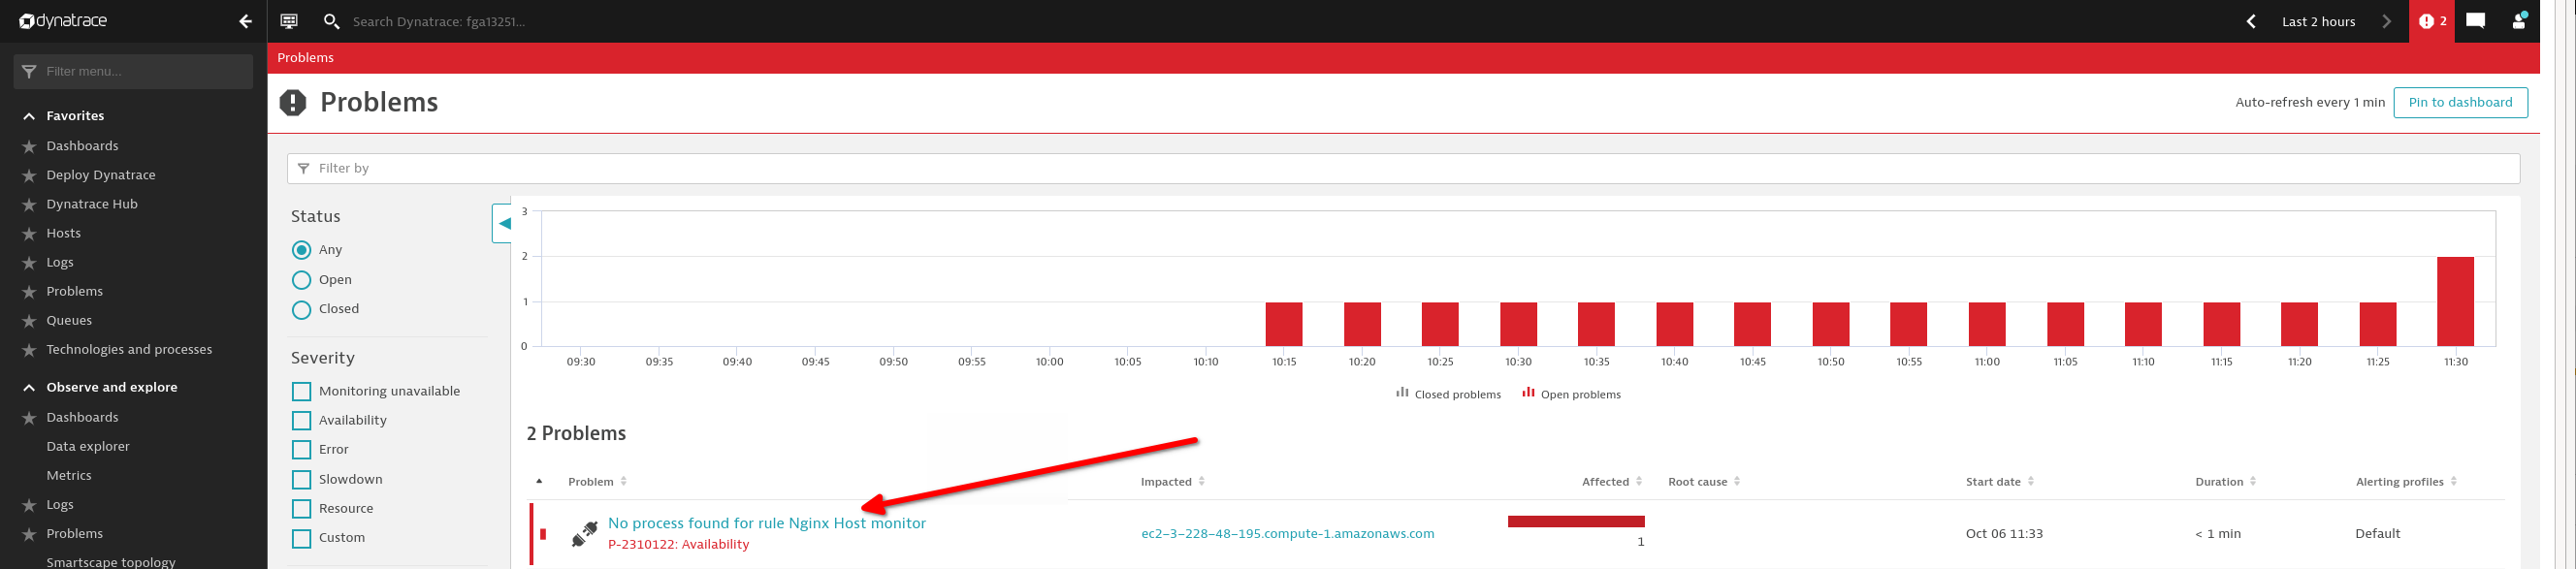 dynatrace
Search Dynatrace: fga13251...
Last 2 hours
2
Filter menu...
Favorites
Dashboards
Deploy Dynatrace
Dynatrace Hub
Hosts
Logs
Problems
Queues
Technologies and processes
Observe and explore
Dashboards
Data explorer
Metrics
Logs
Problems
Smartscape topology
Problems
Problems
Auto-refresh every 1 min
Pin to dashboard
Filter by
Status
Any
Open
Closed
Severity
Monitoring unavailable
Availability
Error
Slowdown
Resource
Custom
3
2
1
0
09:30 09:35 09:40 09:45 09:50 09:55 10:00 10:05 10:10 10:15 10:20 10:25 10:30 10:35 10:40 10:45 10:50 10:55 11:00 11:05 11:10 11:15 11:20 11:25 11:30
Closed problems Open problems
2 Problems
Problem Impacted Affected Root cause Start date Duration Alerting profiles
No process found for rule Nginx Host monitor
P-2310122: Availability
ec2-3-228-48-195.compute-1.amazonaws.com
1
Oct 06 11:33
< 1 min
Default